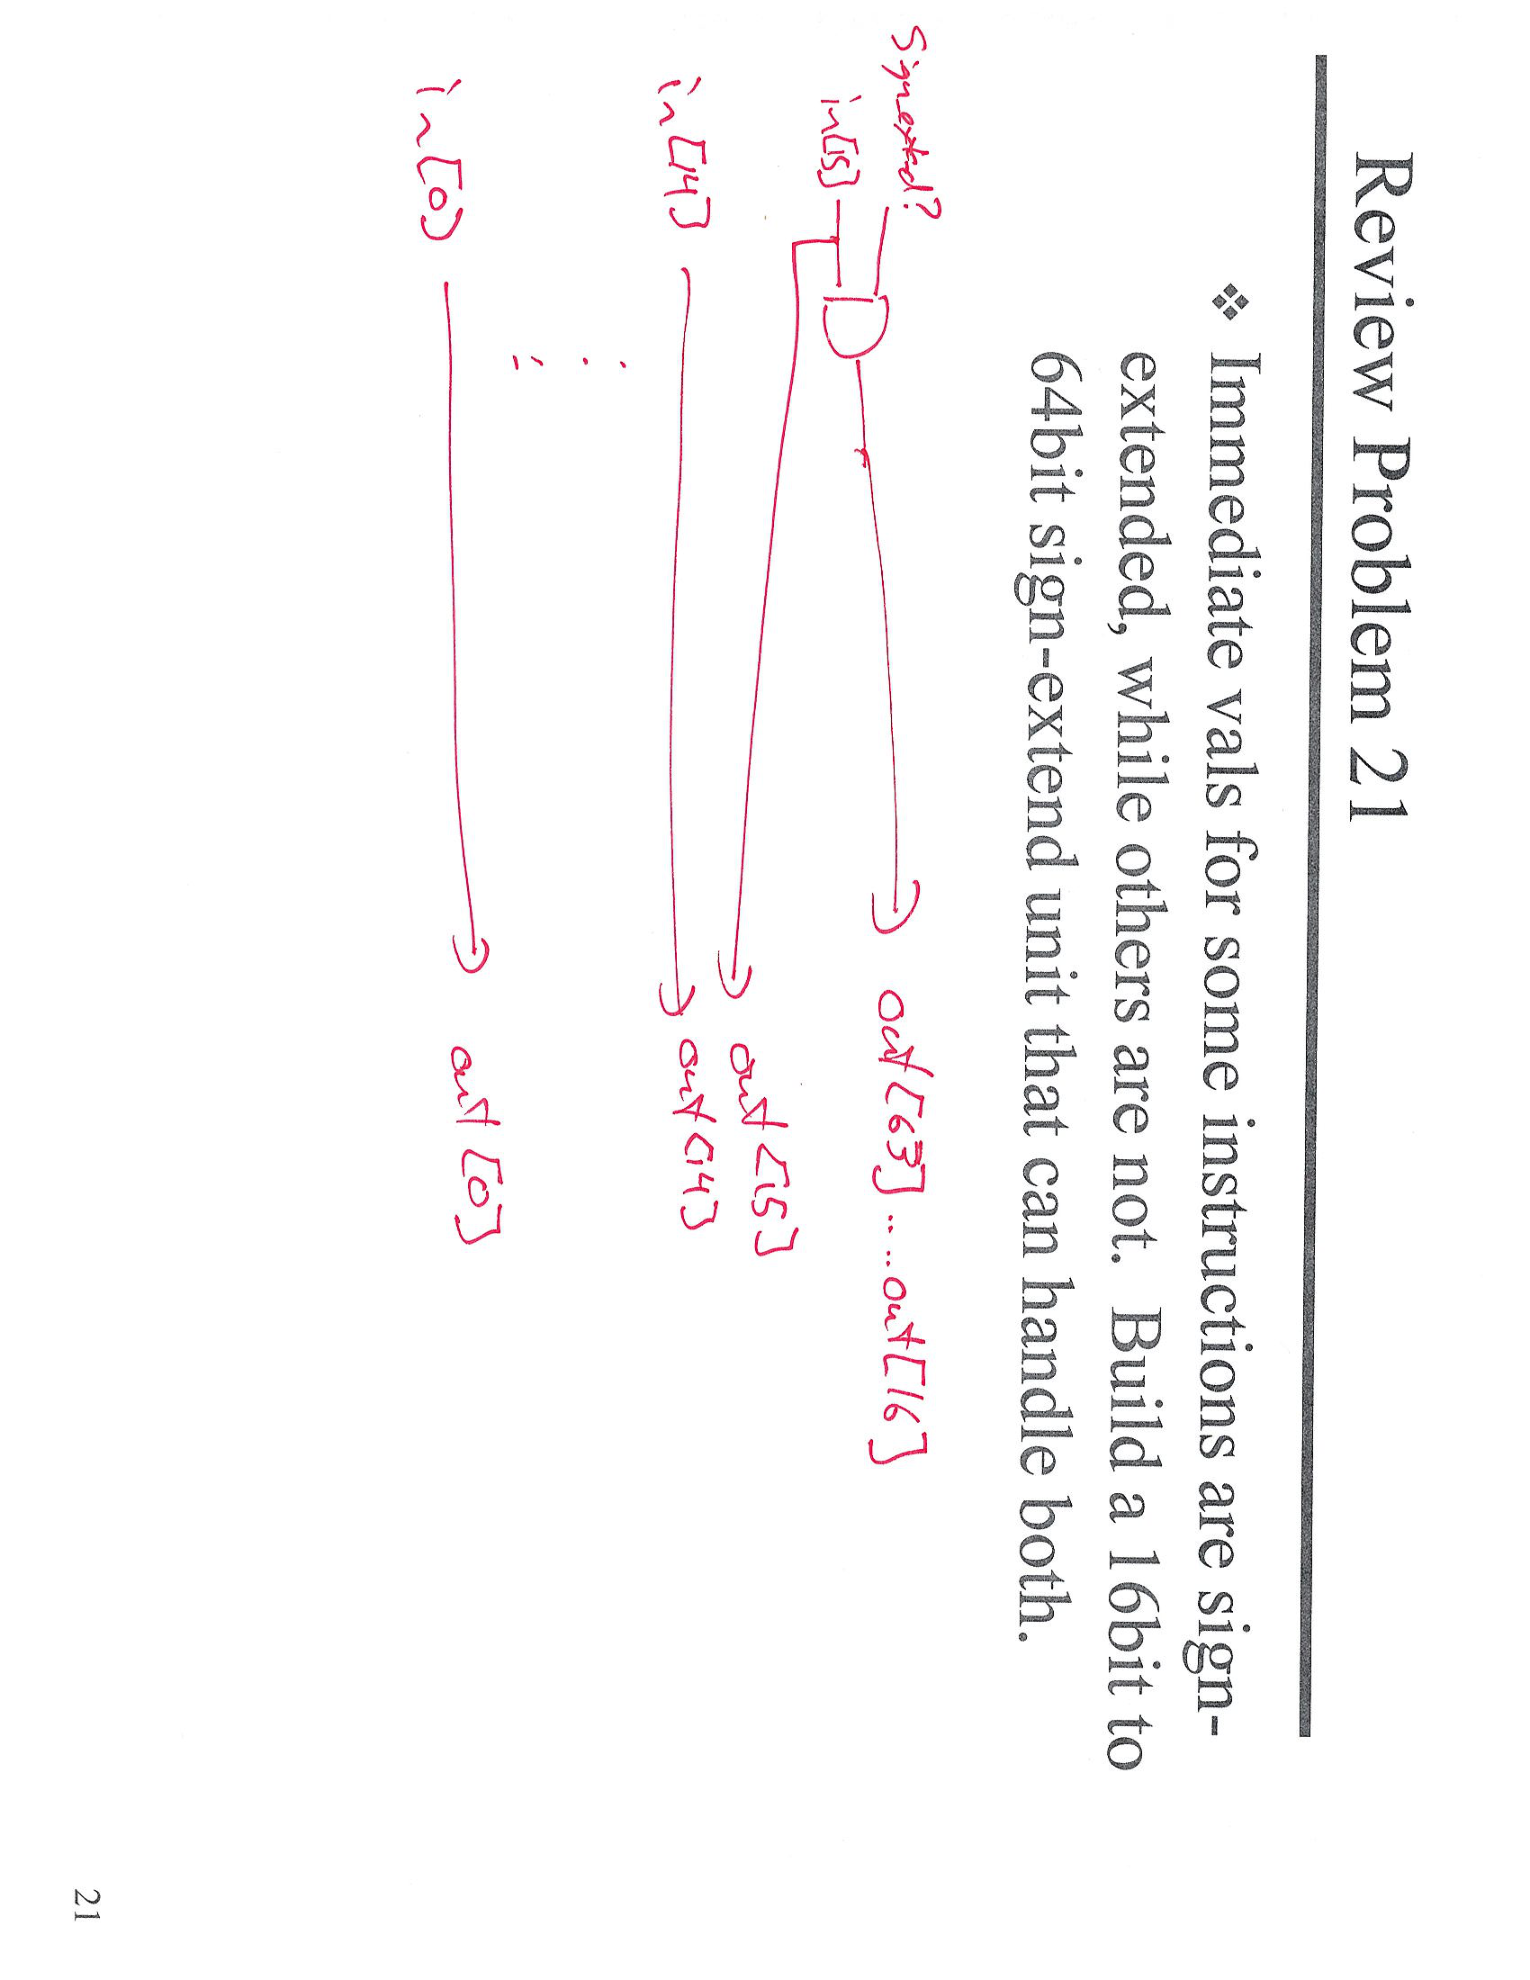 Review Problem 21
❖ Immediate vals for some instructions are sign-
extended, while others are not. Build a 16bit to
64bit sign-extend unit that can handle both.
Sign extend?
in[15]
out[63] ..... out[16]
out[15]
in[14]
out[14]
in[0]
out[0]
21